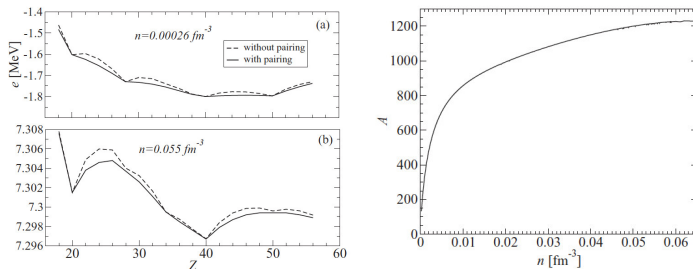 -1.4
-1.5
-1.6
-1.7
-1.8
e [MeV]
n=0.00026 fm⁻³
(a)
without pairing
with pairing
7.308
7.306
7.304
7.302
7.3
7.298
7.296
n=0.055 fm⁻³
(b)
20 30 40 50 60
Z
1200
1000
800
600
400
200
0
A
0 0.01 0.02 0.03 0.04 0.05 0.06
n [fm⁻³]